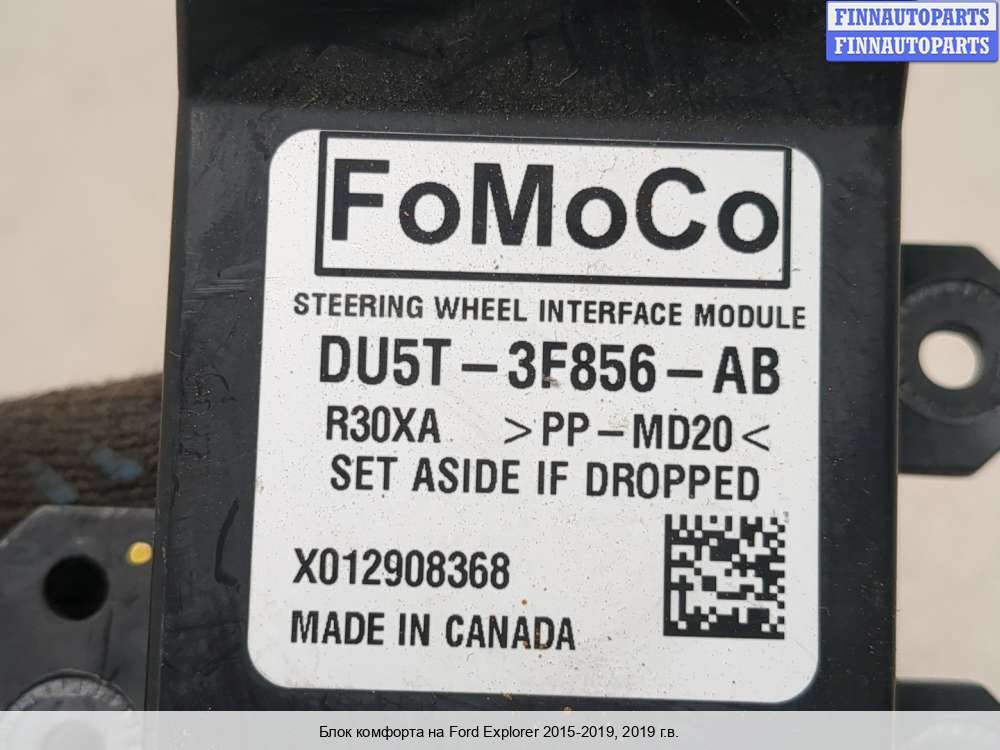 FINNAUTOPARTS
FINNAUTOPARTS
FoMoCo
STEERING WHEEL INTERFACE MODULE
DU5T-3F856-AB
R30XA >PP-MD20<
SET ASIDE IF DROPPED
X012908368
MADE IN CANADA
Блок комфорта на Ford Explorer 2015-2019, 2019 г.в.